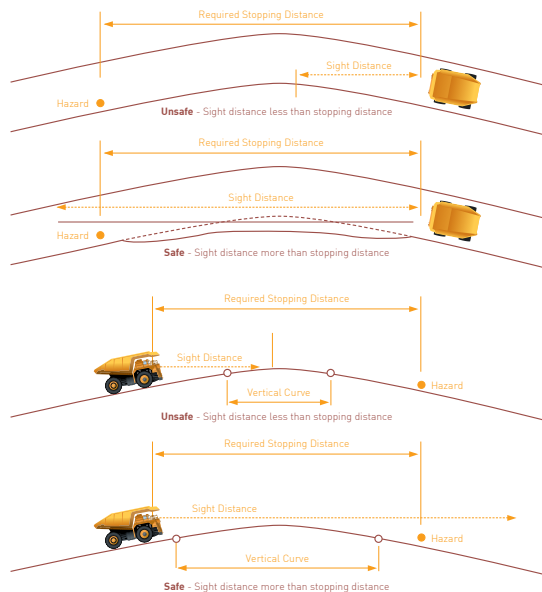 Required Stopping Distance
Sight Distance
Hazard
Unsafe - Sight distance less than stopping distance
Required Stopping Distance
Sight Distance
Hazard
Safe - Sight distance more than stopping distance
Required Stopping Distance
Sight Distance
Hazard
Vertical Curve
Unsafe - Sight distance less than stopping distance
Required Stopping Distance
Sight Distance
Hazard
Vertical Curve
Safe - Sight distance more than stopping distance